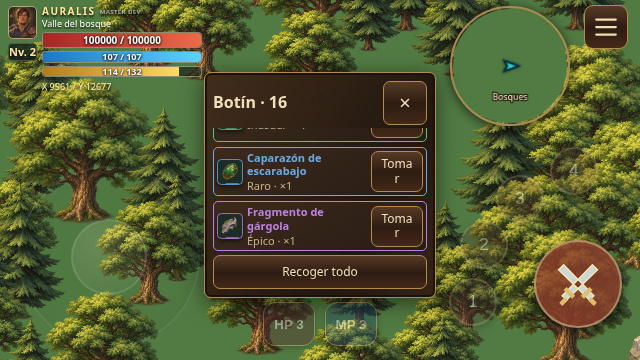 AURALIS MASTER DEV
Valle del bosque
100000 / 100000
Nv. 2
107 / 107
114 / 132
Botín · 16
×
Caparazón de
escarabajo
Raro · ×1
Toma
r
Fragmento de
gárgola
Épico · ×1
Toma
r
Recoger todo
Bosques
4
3
2
1
HP 3
MP 3